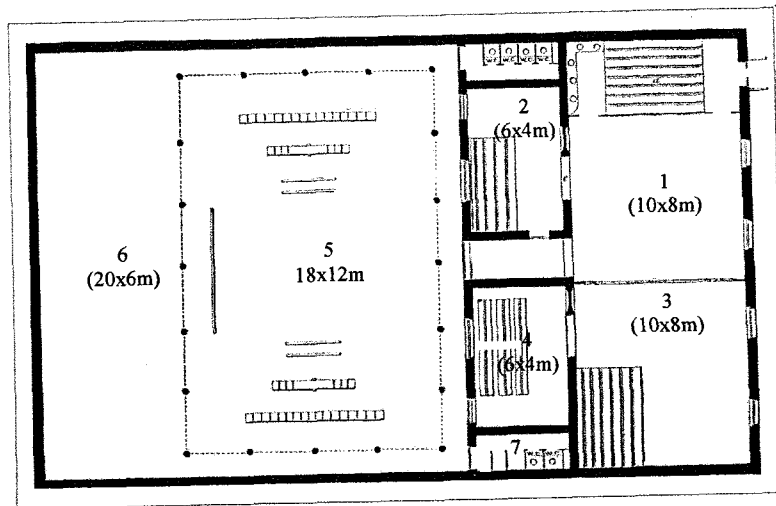 W.C. W.C. W.C. W.C.
2
(6x4m)
1
(10x8m)
6
(20x6m)
5
18x12m
3
(10x8m)
4
(6x4m)
7
W.C. W.C.